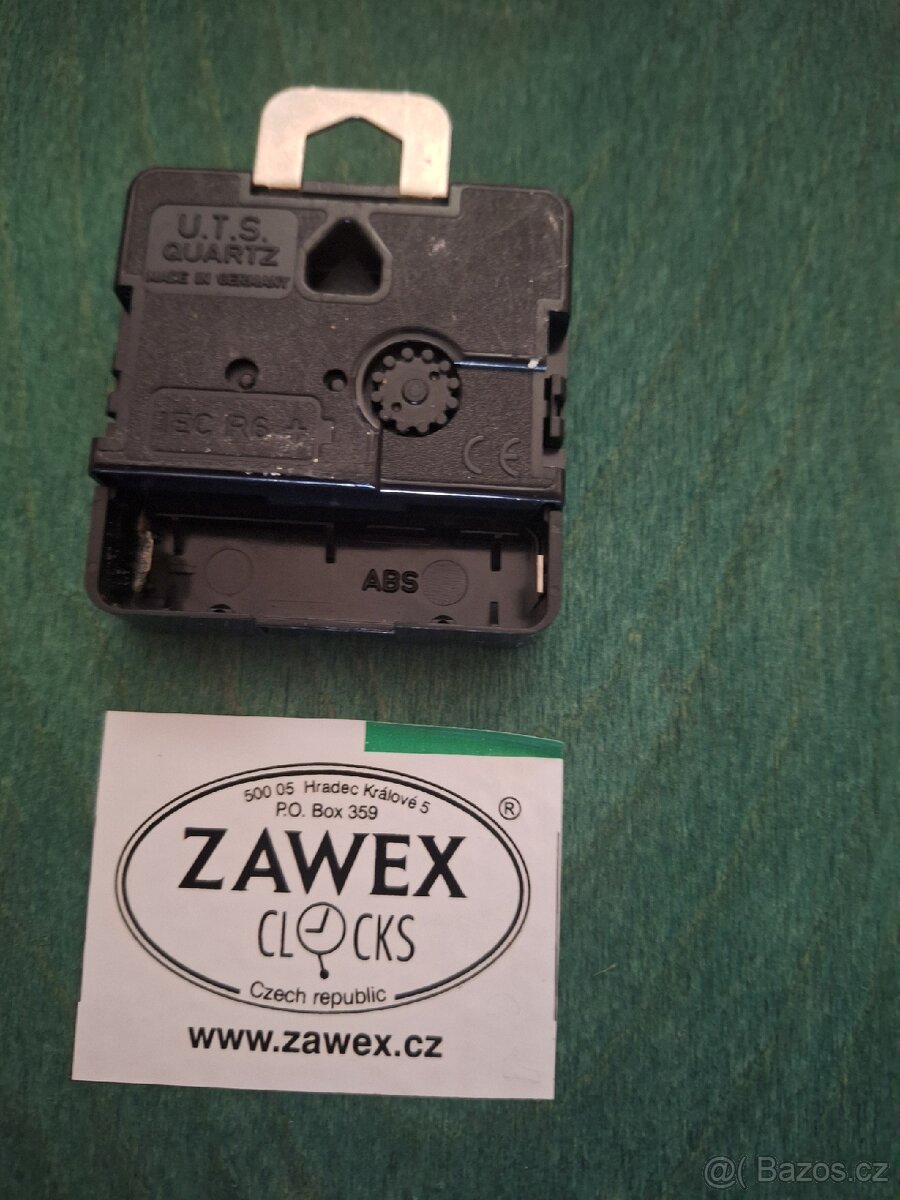 U.T.S.
QUARTZ
MADE IN GERMANY
IEC R6 +
CE
ABS
500 05 Hradec Králové 5
P.O. Box 359
®
ZAWEX
CLOCKS
Czech republic
www.zawex.cz
@( Bazos.cz